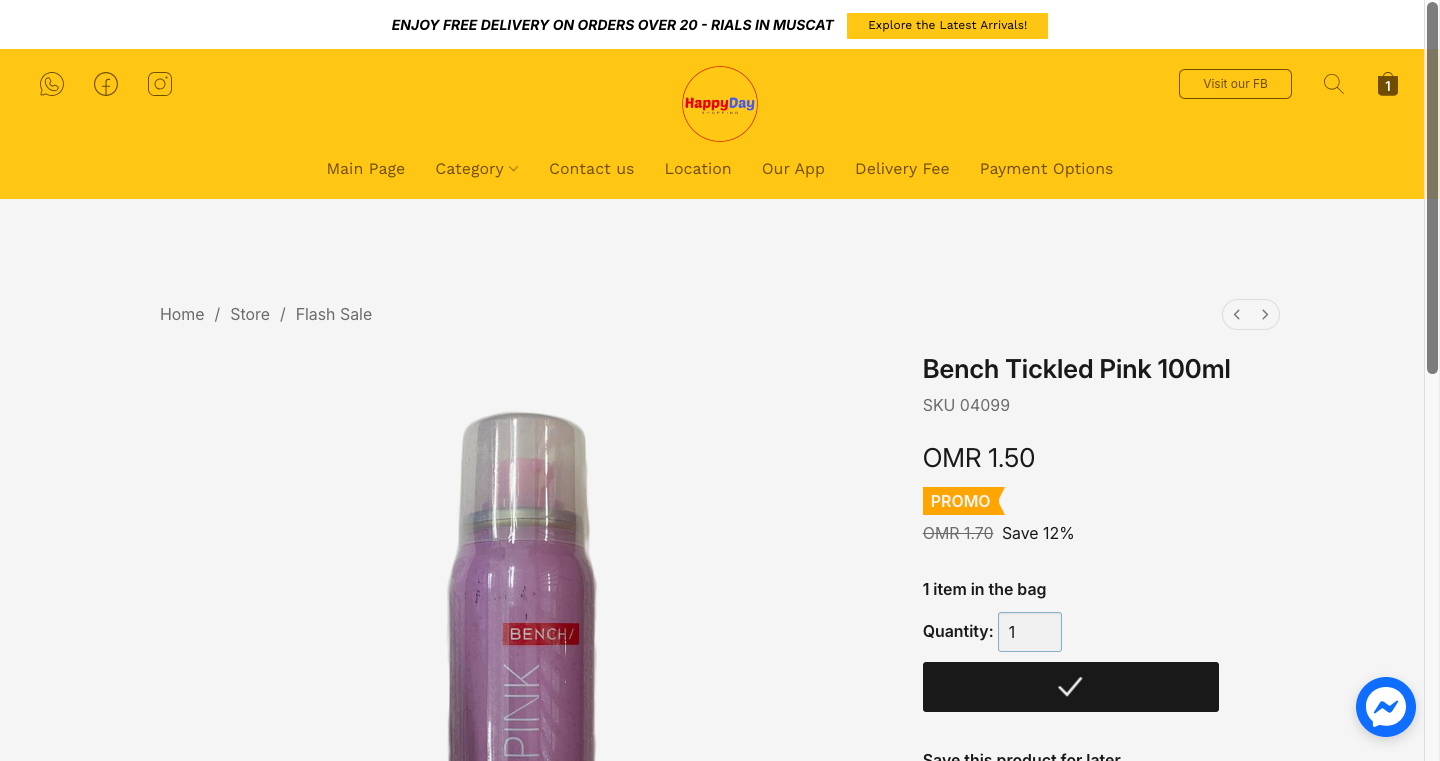 ENJOY FREE DELIVERY ON ORDERS OVER 20 - RIALS IN MUSCAT
Explore the Latest Arrivals!
HappyDay
SHOPPING
Visit our FB
1
Main Page
Category
Contact us
Location
Our App
Delivery Fee
Payment Options
Home / Store / Flash Sale
Bench Tickled Pink 100ml
SKU 04099
OMR 1.50
PROMO
OMR 1.70 Save 12%
1 item in the bag
Quantity: 1
BENCH/
PINK
Save this product for later